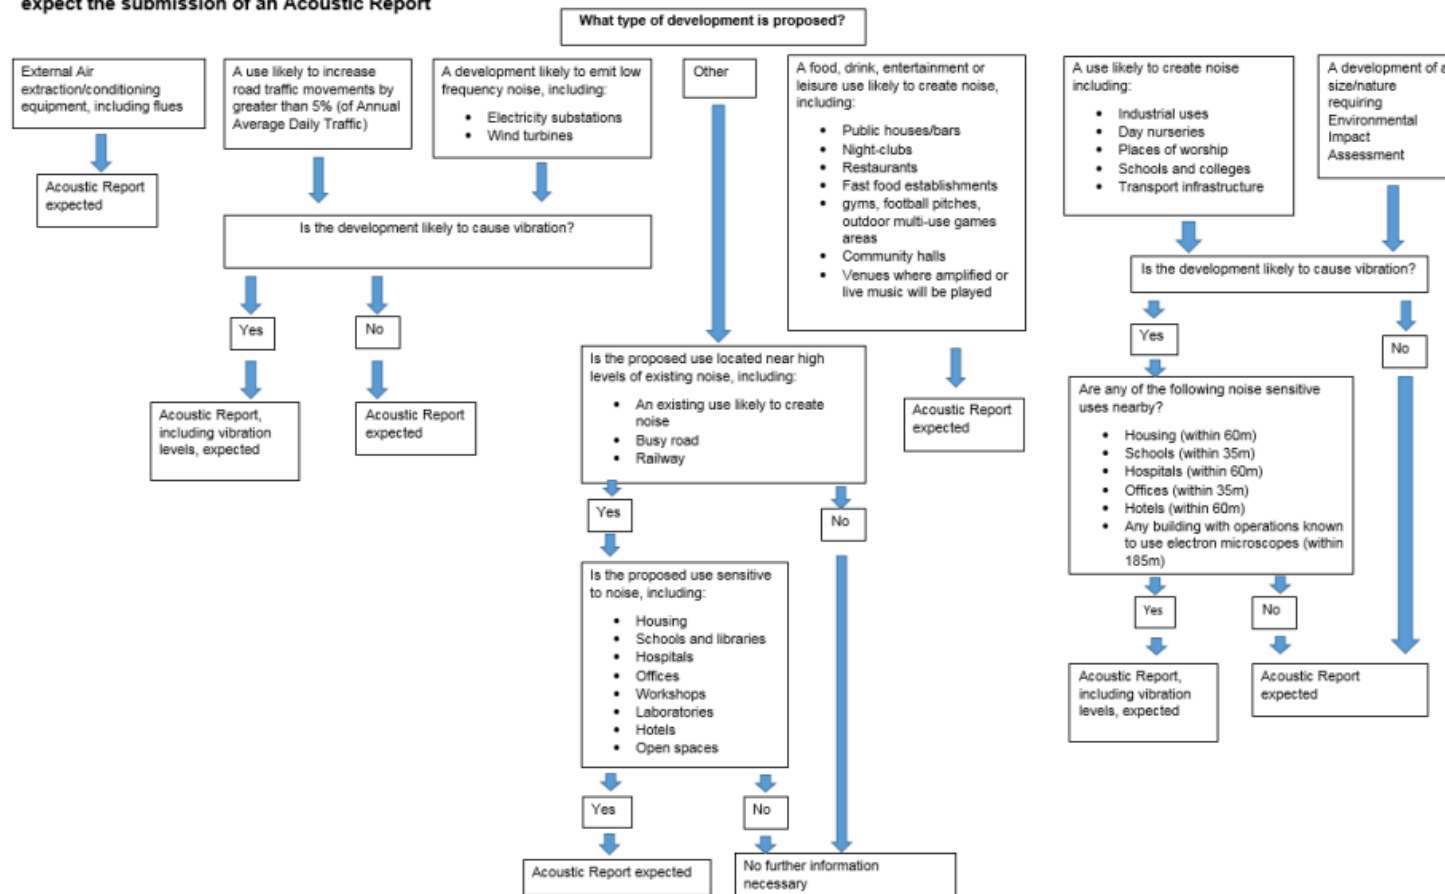 expect the submission of an Acoustic Report
What type of development is proposed?
External Air
extraction/conditioning
equipment, including flues
Acoustic Report
expected
A use likely to increase
road traffic movements by
greater than 5% (of Annual
Average Daily Traffic)
A development likely to emit low
frequency noise, including:
• Electricity substations
• Wind turbines
Is the development likely to cause vibration?
Yes
No
Acoustic Report,
including vibration
levels, expected
Acoustic Report
expected
Other
Is the proposed use located near high
levels of existing noise, including:
• An existing use likely to create
noise
• Busy road
• Railway
Yes
No
Is the proposed use sensitive
to noise, including:
• Housing
• Schools and libraries
• Hospitals
• Offices
• Workshops
• Laboratories
• Hotels
• Open spaces
Yes
No
Acoustic Report expected
No further information
necessary
A food, drink, entertainment or
leisure use likely to create noise,
including:
• Public houses/bars
• Night-clubs
• Restaurants
• Fast food establishments
• gyms, football pitches,
outdoor multi-use games
areas
• Community halls
• Venues where amplified or
live music will be played
Acoustic Report
expected
A use likely to create noise
including:
• Industrial uses
• Day nurseries
• Places of worship
• Schools and colleges
• Transport infrastructure
A development of a
size/nature
requiring
Environmental
Impact
Assessment
Is the development likely to cause vibration?
Yes
No
Are any of the following noise sensitive
uses nearby?
• Housing (within 60m)
• Schools (within 35m)
• Hospitals (within 60m)
• Offices (within 35m)
• Hotels (within 60m)
• Any building with operations known
to use electron microscopes (within
185m)
Yes
No
Acoustic Report,
including vibration
levels, expected
Acoustic Report
expected